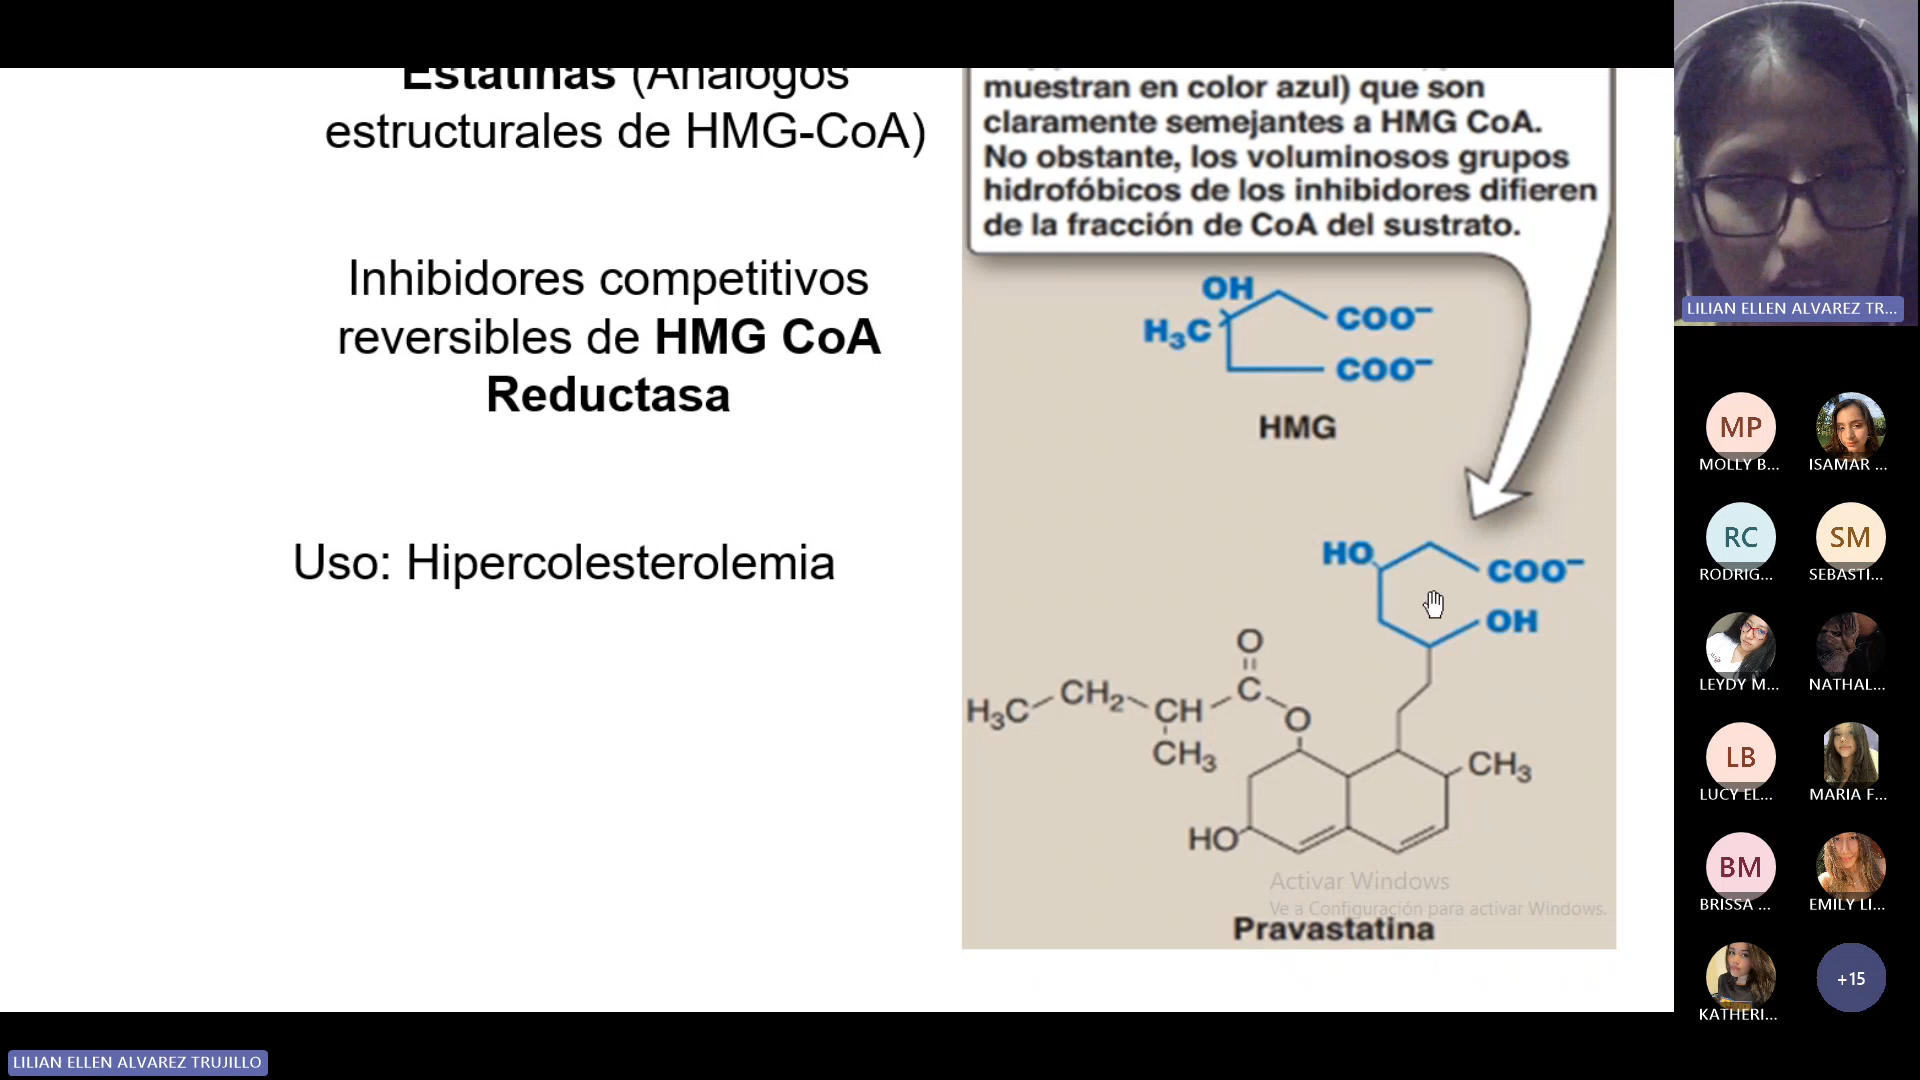 Estatinas (Análogos
estructurales de HMG-CoA)
Inhibidores competitivos
reversibles de HMG CoA
Reductasa
Uso: Hipercolesterolemia
muestran en color azul) que son
claramente semejantes a HMG CoA.
No obstante, los voluminosos grupos
hidrofóbicos de los inhibidores difieren
de la fracción de CoA del sustrato.
OH
H₃C
COO⁻
COO⁻
HMG
HO
COO⁻
OH
O
H₃C
CH₂
CH
C
O
CH₃
CH₃
HO
Activar Windows
Ve a Configuración para activar Windows.
Pravastatina
LILIAN ELLEN ALVAREZ TR...
MP
MOLLY B...
ISAMAR ...
RC
RODRIG...
SM
SEBASTI...
LEYDY M...
NATHAL...
LB
LUCY EL...
MARIA F...
BM
BRISSA ...
EMILY LI...
KATHERI...
+15
LILIAN ELLEN ALVAREZ TRUJILLO